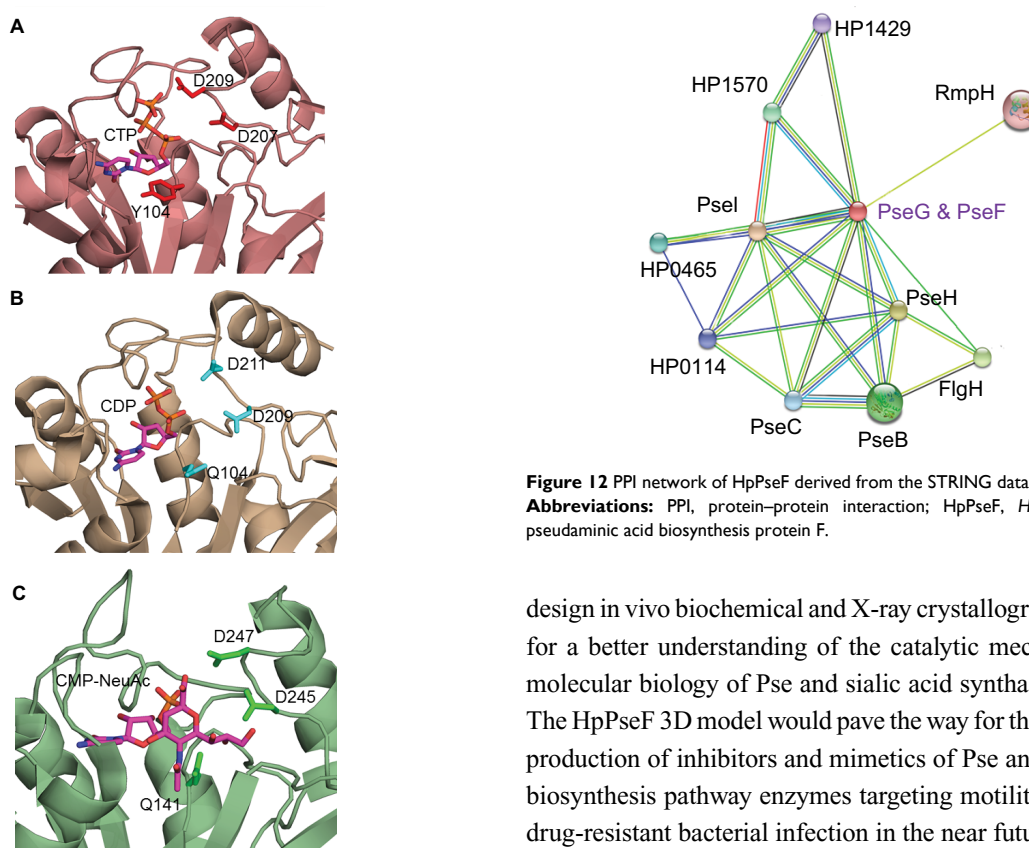 A
D209
CTP
D207
Y104
B
D211
CDP
D209
Q104
C
D247
CMP-NeuAc
D245
Q141
HP1429
HP1570
RmpH
PseI
PseG & PseF
HP0465
PseH
HP0114
FlgH
PseC
PseB
Figure 12 PPI network of HpPseF derived from the STRING data
Abbreviations: PPI, protein–protein interaction; HpPseF, H
pseudaminic acid biosynthesis protein F.
design in vivo biochemical and X-ray crystallogr
for a better understanding of the catalytic mec
molecular biology of Pse and sialic acid syntha
The HpPseF 3D model would pave the way for th
production of inhibitors and mimetics of Pse an
biosynthesis pathway enzymes targeting motilit
drug-resistant bacterial infection in the near futu